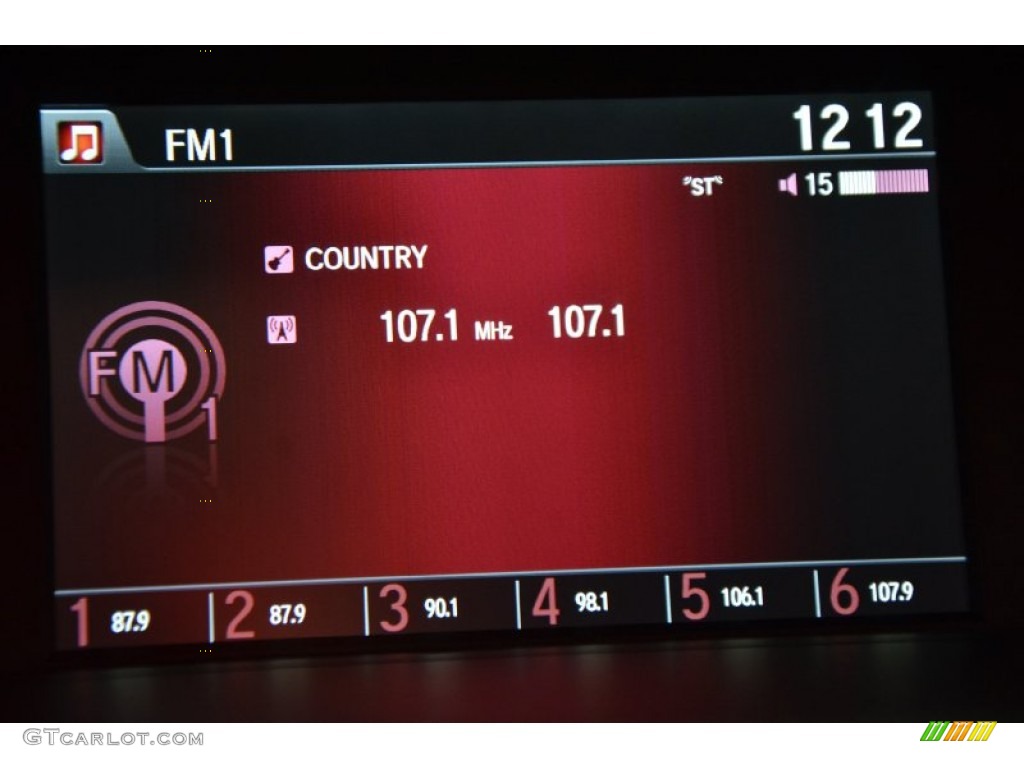 FM1
12 12
"ST"
15
COUNTRY
107.1 MHz 107.1
FM
1
1 87.9 2 87.9 3 90.1 4 98.1 5 106.1 6 107.9
GTCARLOT.COM